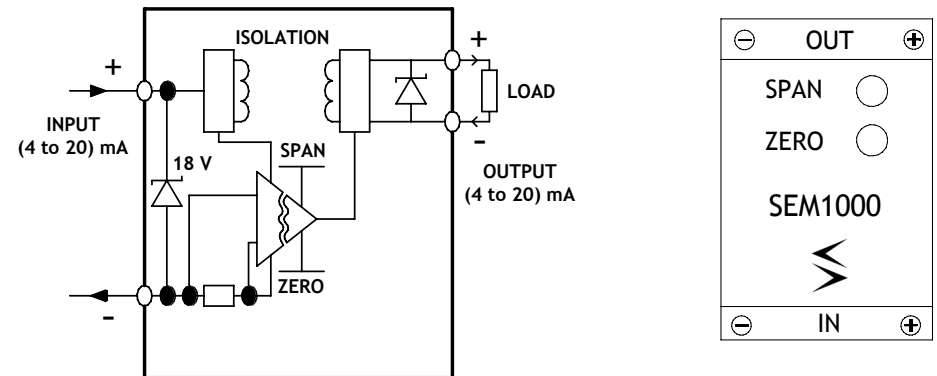 ISOLATION
+
INPUT
(4 to 20) mA
18 V
SPAN
ZERO
-
+
LOAD
-
OUTPUT
(4 to 20) mA
OUT
SPAN
ZERO
SEM1000
IN